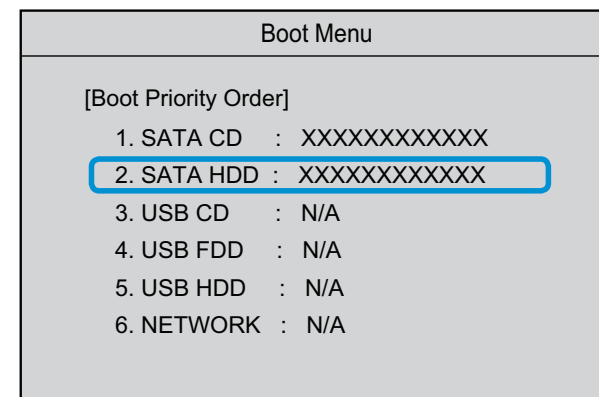 Boot Menu
[Boot Priority Order]
1. SATA CD : XXXXXXXXXXXX
2. SATA HDD : XXXXXXXXXXXX
3. USB CD : N/A
4. USB FDD : N/A
5. USB HDD : N/A
6. NETWORK : N/A